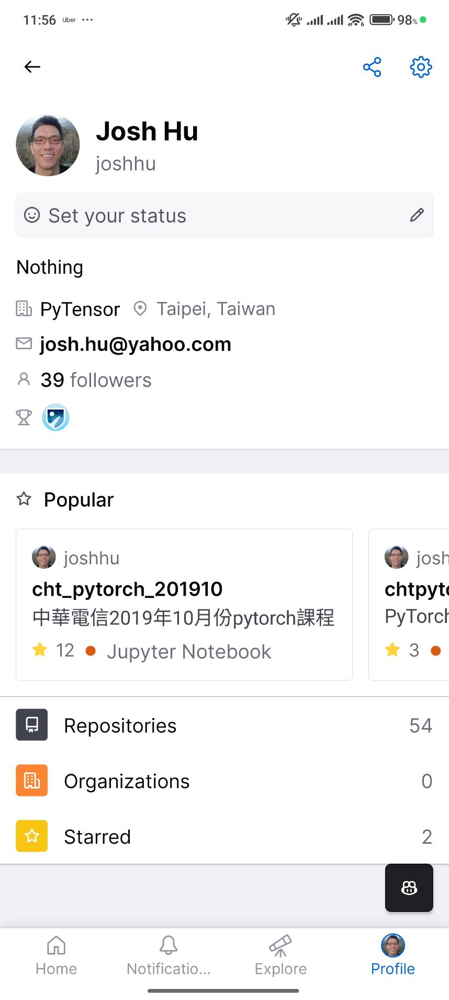 11:56 Uber ... 98%
Josh Hu
joshhu
Set your status
Nothing
PyTensor Taipei, Taiwan
josh.hu@yahoo.com
39 followers
Popular
joshhu
cht_pytorch_201910
中華電信2019年10月份pytorch課程
12 Jupyter Notebook
josh
chtpyto
PyTorch
3
Repositories 54
Organizations 0
Starred 2
Home Notificatio... Explore Profile